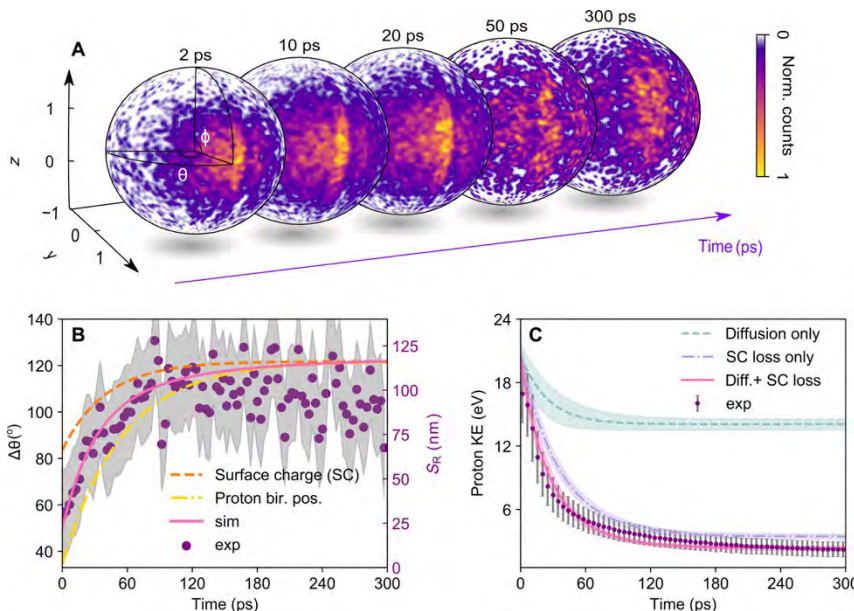 A
2 ps
10 ps
20 ps
50 ps
300 ps
0
Norm. counts
1
z
1
0
−1
ϕ
θ
0
1
y
Time (ps)
B
140
120
100
80
60
40
Δθ(°)
0
60
120
180
240
300
Time (ps)
125
100
75
50
25
0
S_R (nm)
Surface charge (SC)
Proton bir. pos.
sim
exp
C
24
18
12
6
Proton KE (eV)
0
60
120
180
240
300
Time (ps)
Diffusion only
SC loss only
Diff.+ SC loss
exp